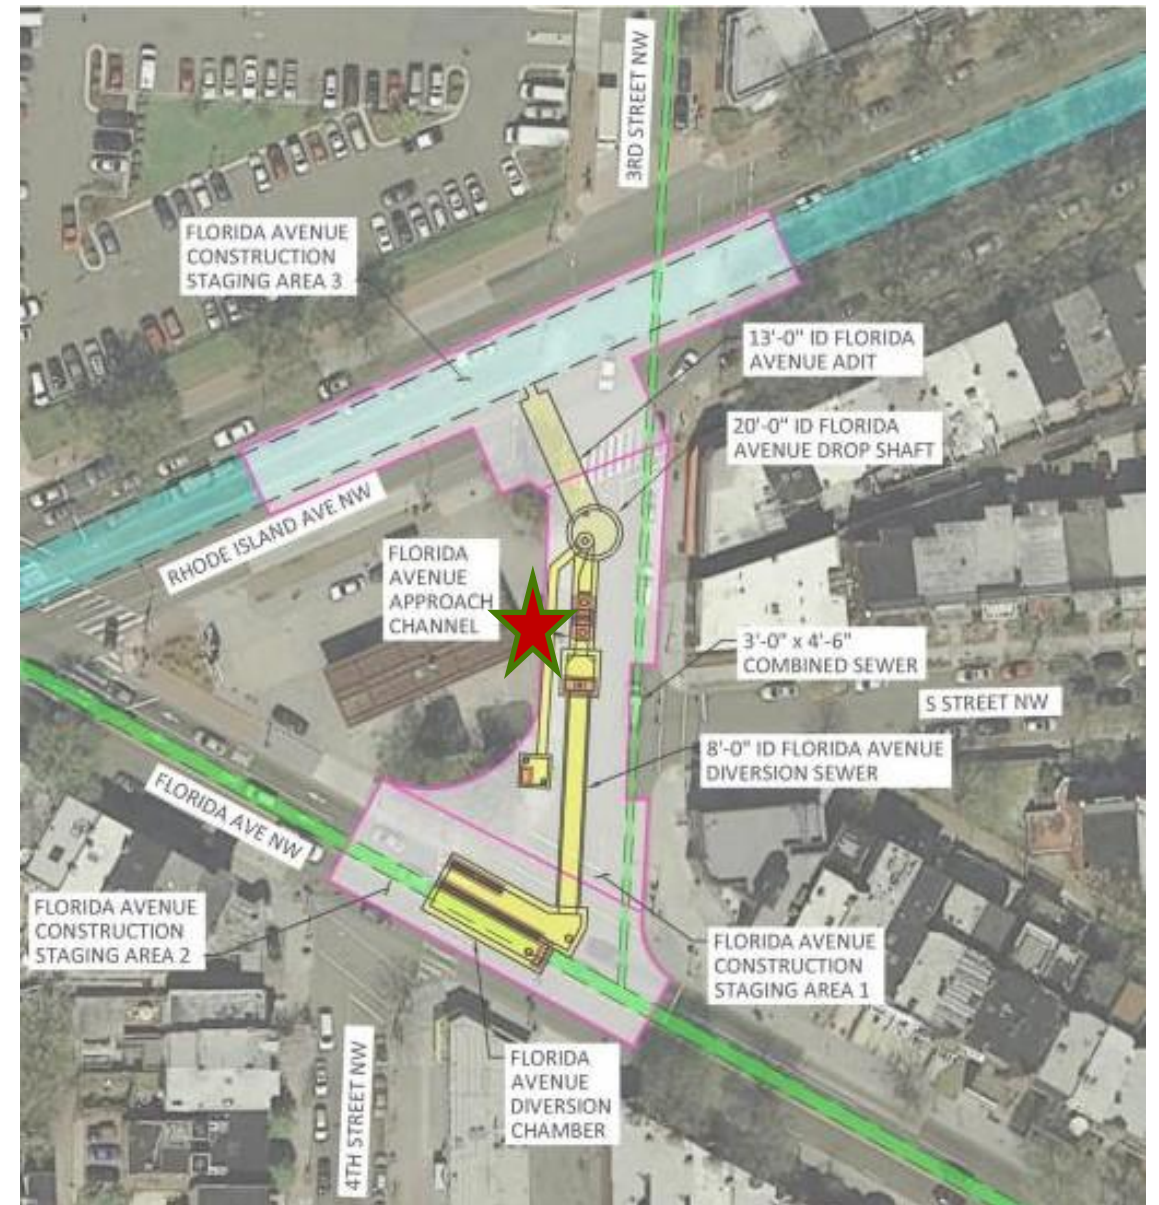 3RD STREET NW
FLORIDA AVENUE
CONSTRUCTION
STAGING AREA 3
13'-0" ID FLORIDA
AVENUE ADIT
20'-0" ID FLORIDA
AVENUE DROP SHAFT
RHODE ISLAND AVE NW
FLORIDA
AVENUE
APPROACH
CHANNEL
3'-0" x 4'-6"
COMBINED SEWER
S STREET NW
8'-0" ID FLORIDA AVENUE
DIVERSION SEWER
FLORIDA AVE NW
FLORIDA AVENUE
CONSTRUCTION
STAGING AREA 2
FLORIDA AVENUE
CONSTRUCTION
STAGING AREA 1
FLORIDA
AVENUE
DIVERSION
CHAMBER
4TH STREET NW